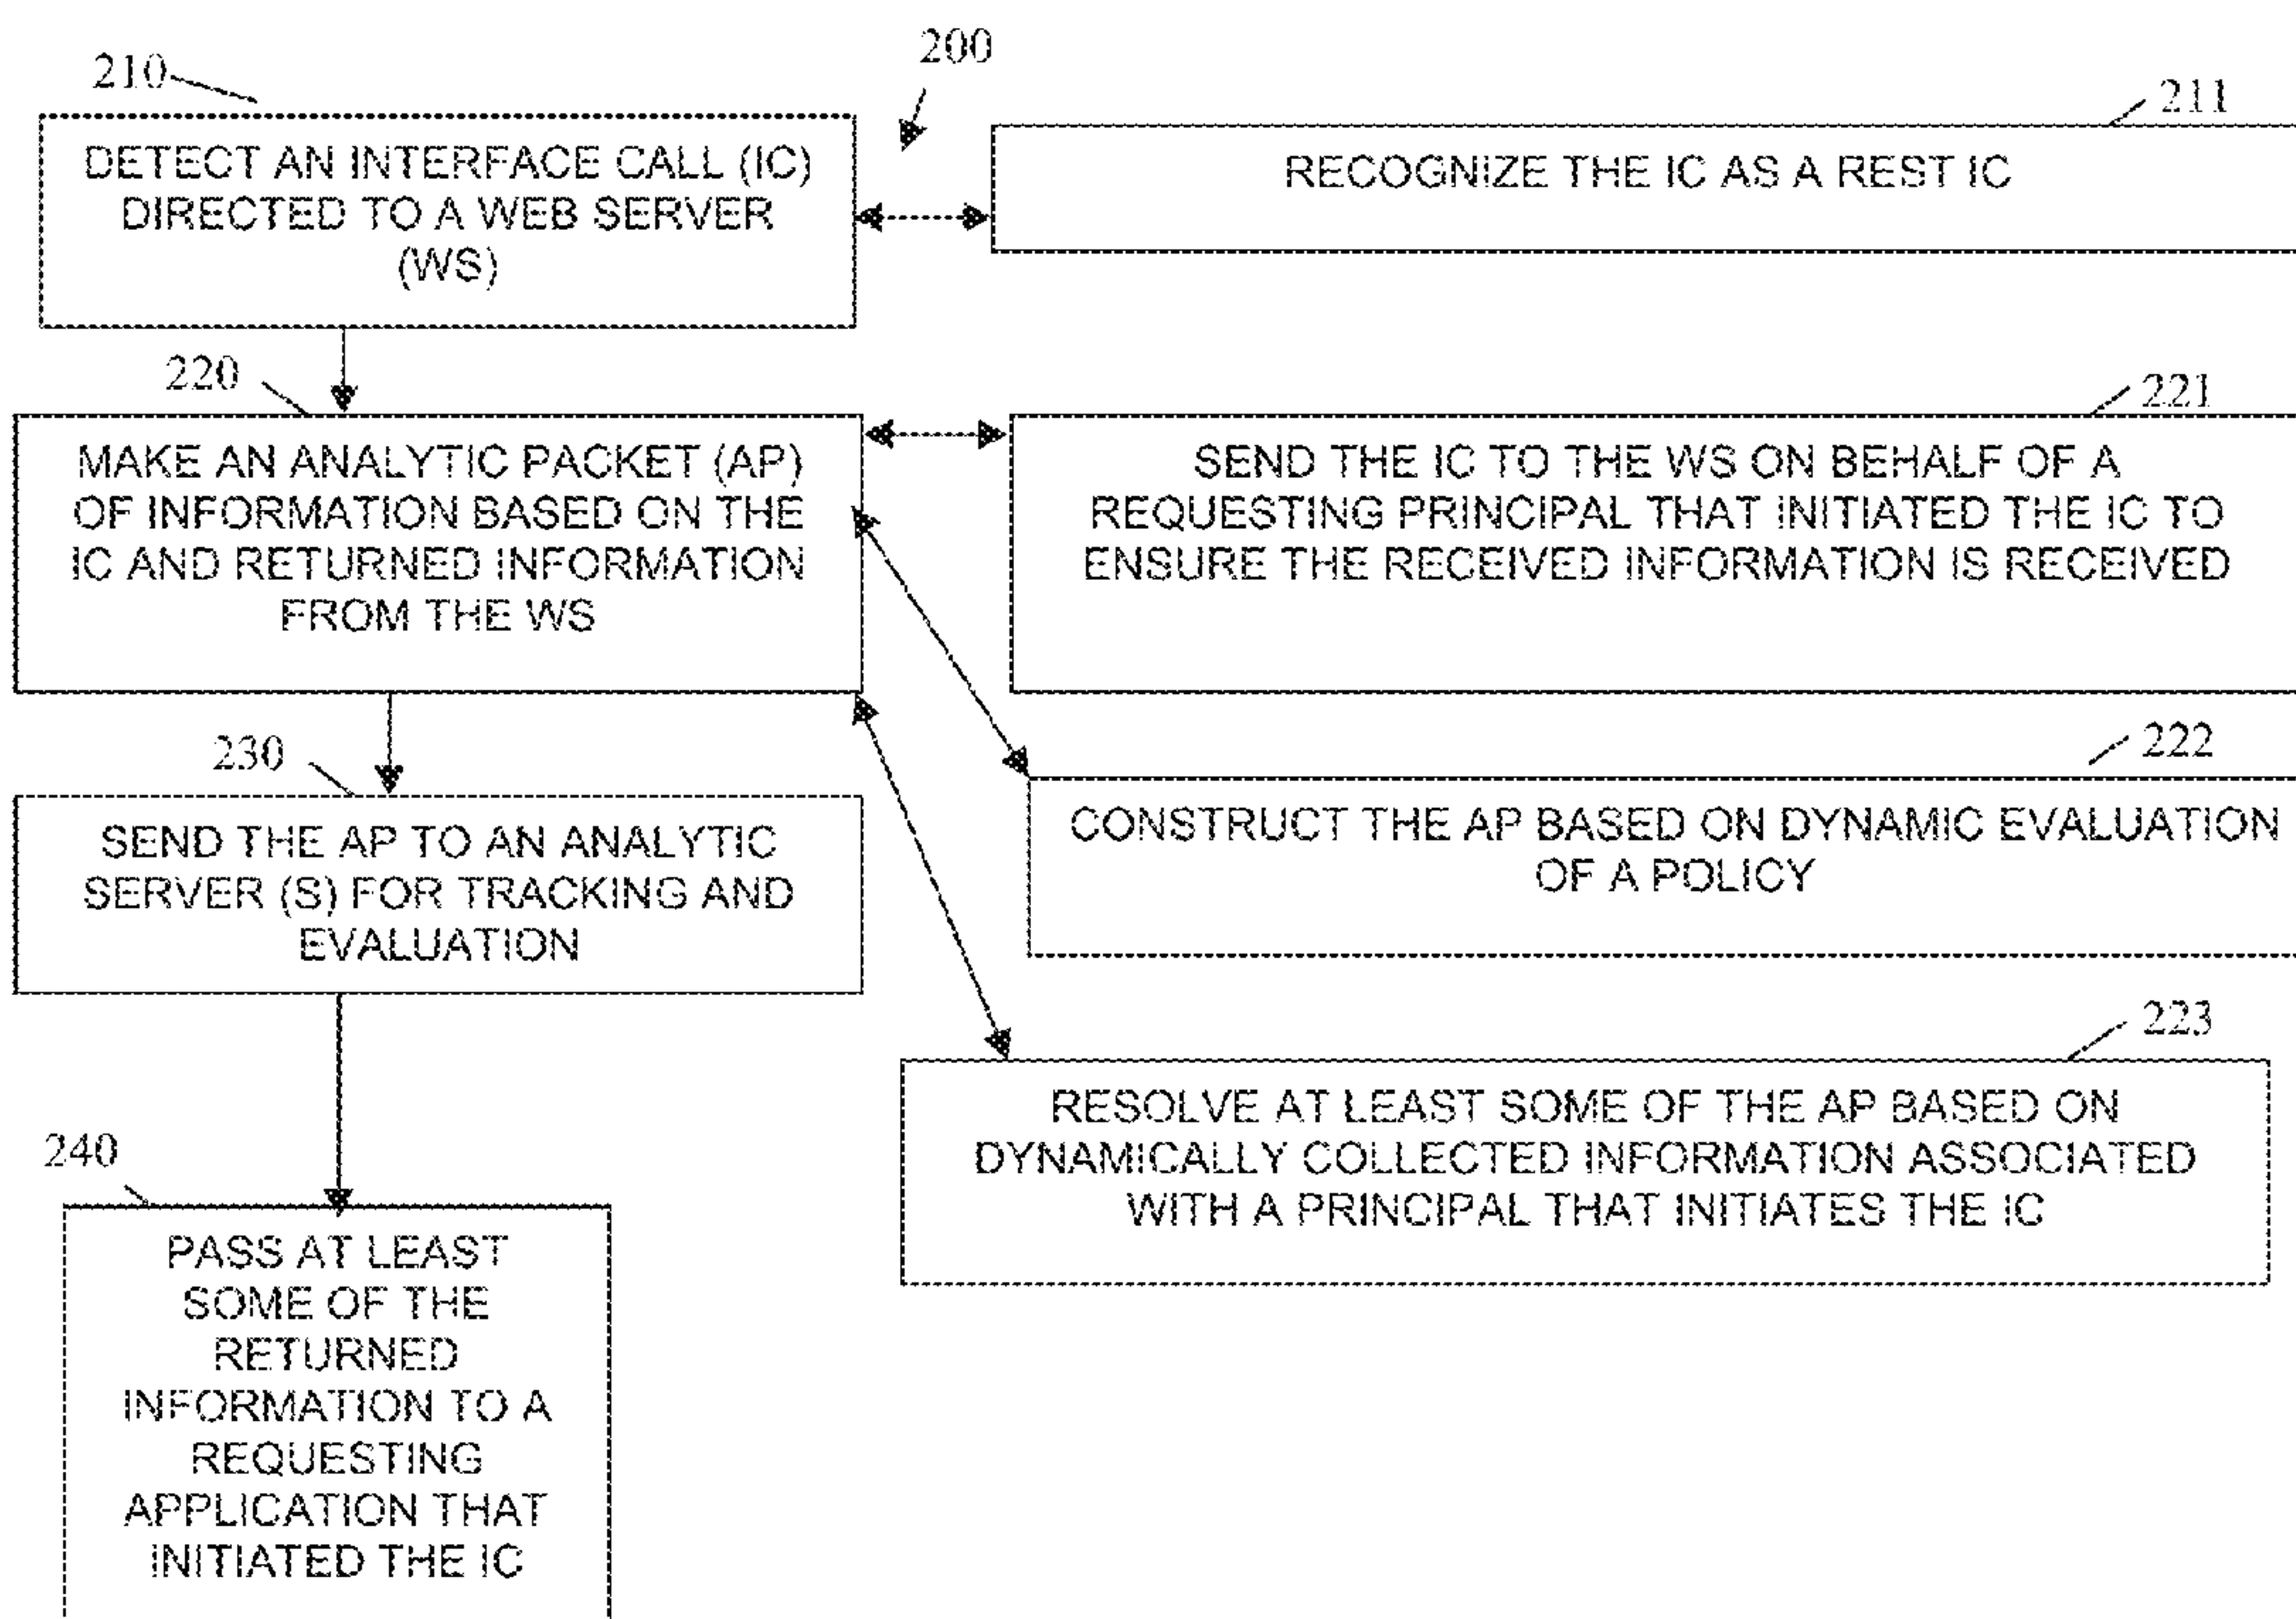 200
210
DETECT AN INTERFACE CALL (IC)
DIRECTED TO A WEB SERVER
(WS)
211
RECOGNIZE THE IC AS A REST IC
220
MAKE AN ANALYTIC PACKET (AP)
OF INFORMATION BASED ON THE
IC AND RETURNED INFORMATION
FROM THE WS
221
SEND THE IC TO THE WS ON BEHALF OF A
REQUESTING PRINCIPAL THAT INITIATED THE IC TO
ENSURE THE RECEIVED INFORMATION IS RECEIVED
222
CONSTRUCT THE AP BASED ON DYNAMIC EVALUATION
OF A POLICY
223
RESOLVE AT LEAST SOME OF THE AP BASED ON
DYNAMICALLY COLLECTED INFORMATION ASSOCIATED
WITH A PRINCIPAL THAT INITIATES THE IC
230
SEND THE AP TO AN ANALYTIC
SERVER (S) FOR TRACKING AND
EVALUATION
240
PASS AT LEAST
SOME OF THE
RETURNED
INFORMATION TO A
REQUESTING
APPLICATION THAT
INITIATED THE IC